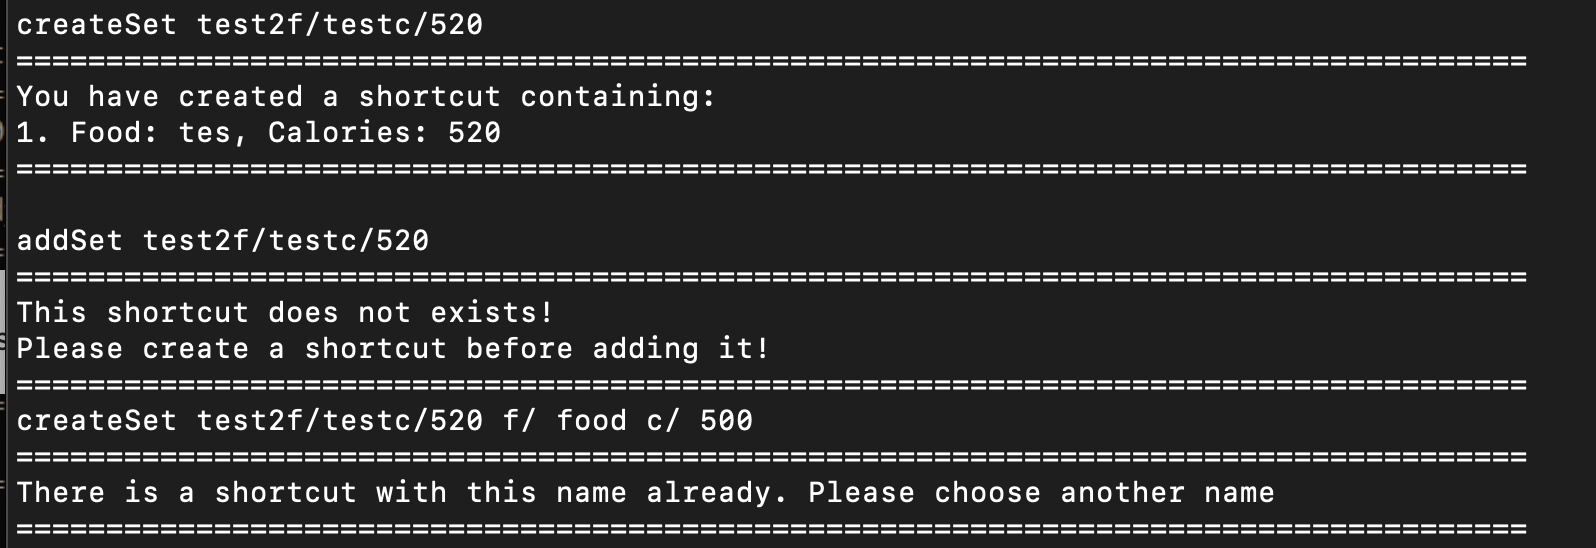 createSet test2f/testc/520
====================================================================================
You have created a shortcut containing:
1. Food: tes, Calories: 520
====================================================================================
addSet test2f/testc/520
====================================================================================
This shortcut does not exists!
Please create a shortcut before adding it!
====================================================================================
createSet test2f/testc/520 f/ food c/ 500
====================================================================================
There is a shortcut with this name already. Please choose another name
====================================================================================